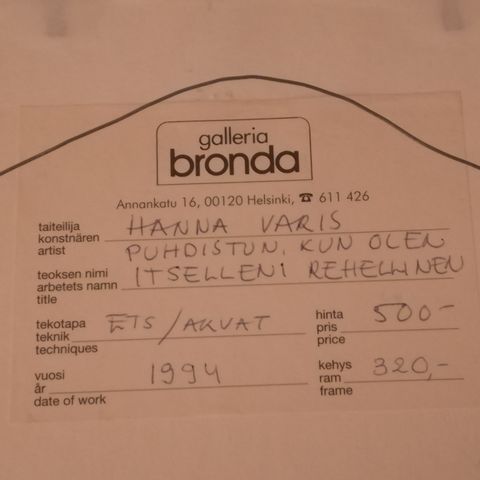 galleria
bronda
Annankatu 16, 00120 Helsinki, ☎ 611 426
taiteilija
konstnären
artist
HANNA VARIS
PUHDISTUN, KUN OLEN
teoksen nimi
arbetets namn
title
ITSELLENI REHELLINEN
tekotapa
teknik
techniques
ETS/AKVAT
hinta
pris
price
500-
vuosi
år
date of work
1994
kehys
ram
frame
320,-